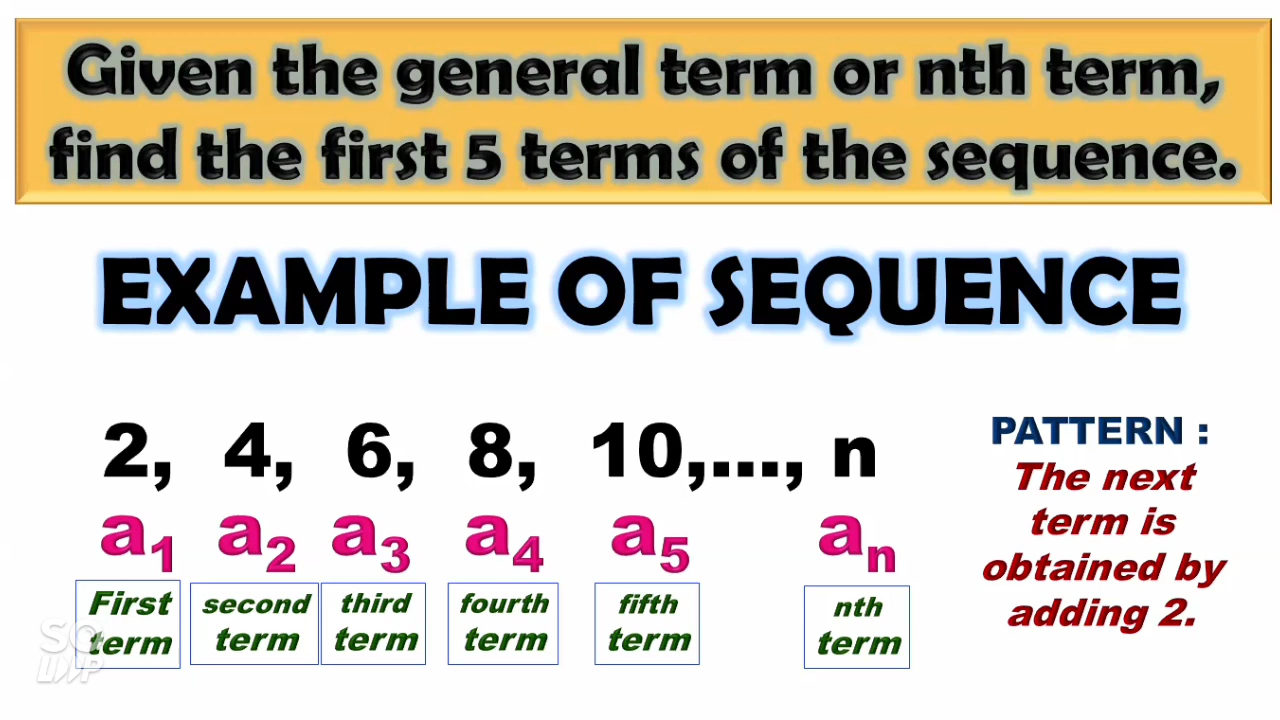 Given the general term or nth term,
find the first 5 terms of the sequence.
EXAMPLE OF SEQUENCE
2, 4, 6, 8, 10,..., n
a1 a2 a3 a4 a5 an
First term
second term
third term
fourth term
fifth term
nth term
PATTERN :
The next
term is
obtained by
adding 2.